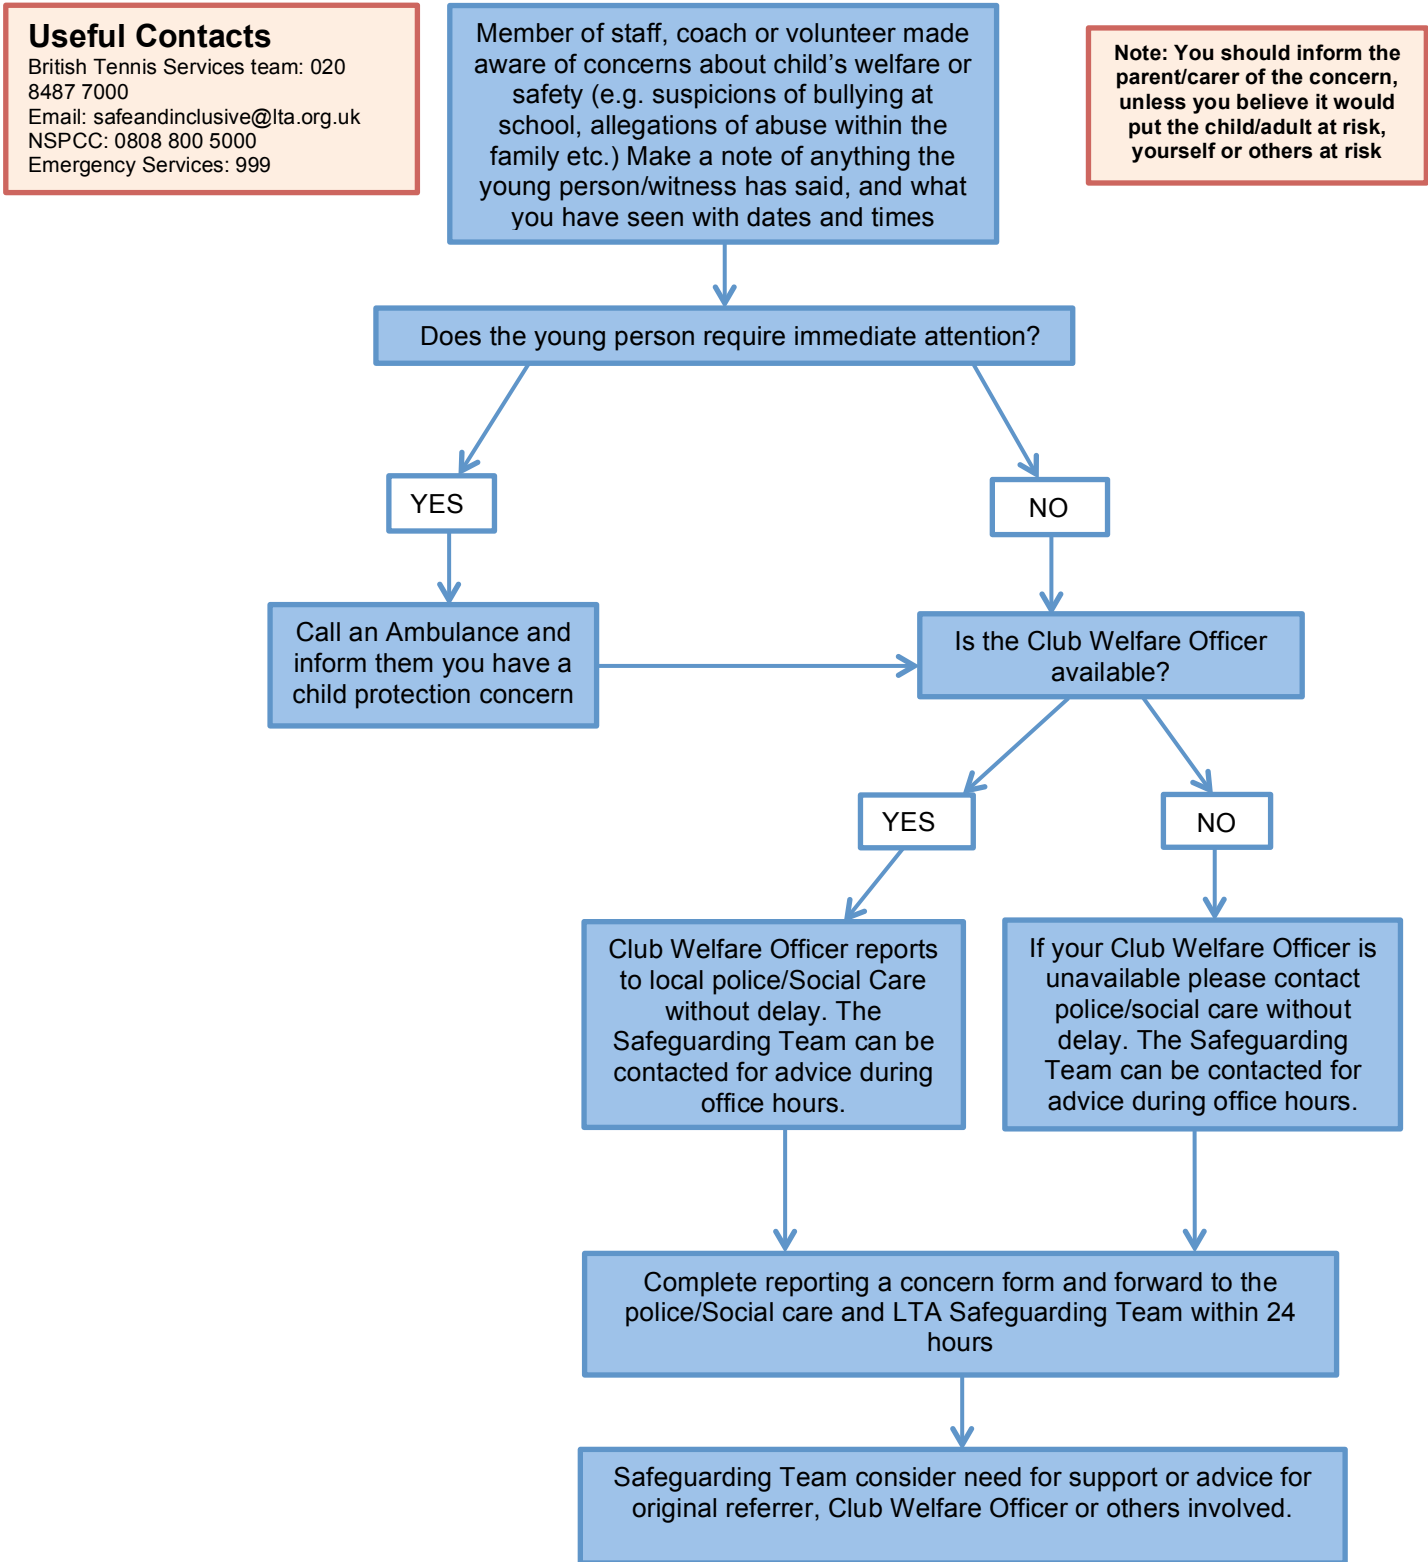 Useful Contacts
British Tennis Services team: 020
8487 7000
Email: safeandinclusive@lta.org.uk
NSPCC: 0808 800 5000
Emergency Services: 999
Member of staff, coach or volunteer made
aware of concerns about child’s welfare or
safety (e.g. suspicions of bullying at
school, allegations of abuse within the
family etc.) Make a note of anything the
young person/witness has said, and what
you have seen with dates and times
Note: You should inform the
parent/carer of the concern,
unless you believe it would
put the child/adult at risk,
yourself or others at risk
Does the young person require immediate attention?
YES
NO
Call an Ambulance and
inform them you have a
child protection concern
Is the Club Welfare Officer
available?
YES
NO
Club Welfare Officer reports
to local police/Social Care
without delay. The
Safeguarding Team can be
contacted for advice during
office hours.
If your Club Welfare Officer is
unavailable please contact
police/social care without
delay. The Safeguarding
Team can be contacted for
advice during office hours.
Complete reporting a concern form and forward to the
police/Social care and LTA Safeguarding Team within 24
hours
Safeguarding Team consider need for support or advice for
original referrer, Club Welfare Officer or others involved.